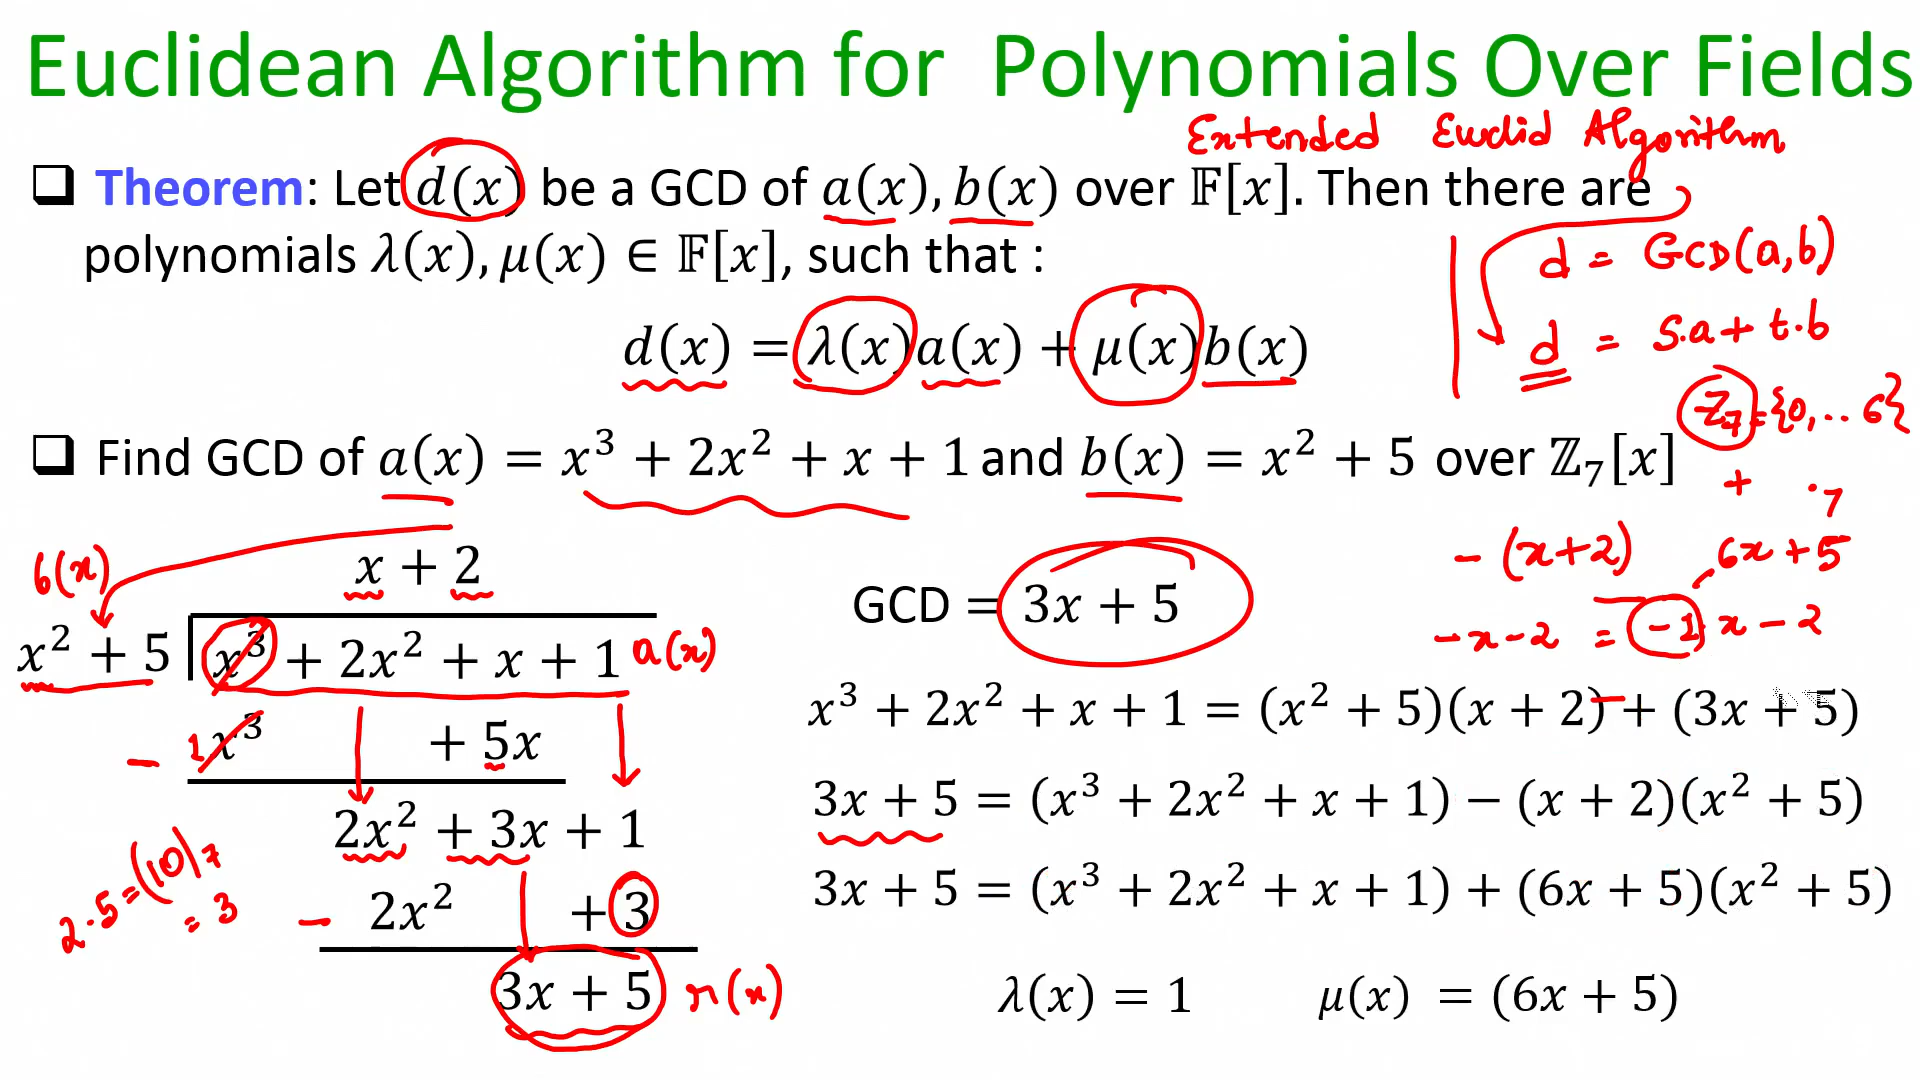 Euclidean Algorithm for Polynomials Over Fields
Extended Euclid Algorithm
❑ Theorem: Let d(x) be a GCD of a(x), b(x) over 𝔽[x]. Then there are
polynomials λ(x), μ(x) ∈ 𝔽[x], such that :
d = GCD(a,b)
d(x) = λ(x)a(x) + μ(x)b(x)
d = s.a + t.b
Z₇ = {0, .. 6}
❑ Find GCD of a(x) = x³ + 2x² + x + 1 and b(x) = x² + 5 over ℤ₇[x]
+ ·₇
b(x)
x + 2
x² + 5
x³ + 2x² + x + 1 a(x)
- 1x³ + 5x
2x² + 3x + 1
2·5 = (10)₇
= 3
- 2x² + 3
3x + 5 r(x)
GCD = 3x + 5
- (x+2)
6x + 5
-x-2 = (-1)·x - 2
x³ + 2x² + x + 1 = (x² + 5)(x + 2) + (3x + 5)
3x + 5 = (x³ + 2x² + x + 1) − (x + 2)(x² + 5)
3x + 5 = (x³ + 2x² + x + 1) + (6x + 5)(x² + 5)
λ(x) = 1 μ(x) = (6x + 5)